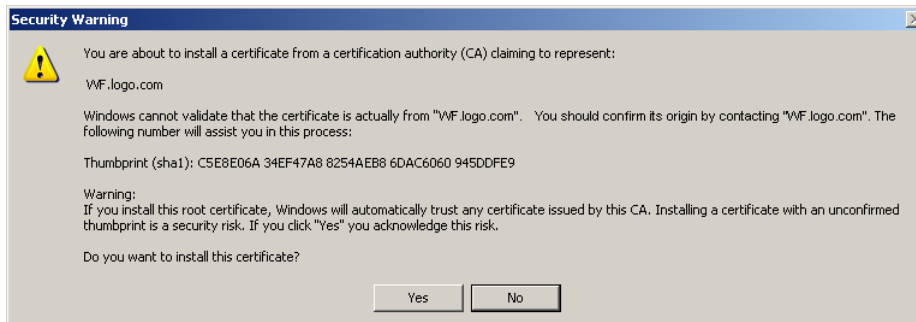 Security Warning
You are about to install a certificate from a certification authority (CA) claiming to represent:
WF.logo.com
Windows cannot validate that the certificate is actually from "WF.logo.com". You should confirm its origin by contacting "WF.logo.com". The
following number will assist you in this process:
Thumbprint (sha1): C5E8E06A 34EF47A8 8254AEB8 6DAC6060 945DDFE9
Warning:
If you install this root certificate, Windows will automatically trust any certificate issued by this CA. Installing a certificate with an unconfirmed
thumbprint is a security risk. If you click "Yes" you acknowledge this risk.
Do you want to install this certificate?
Yes
No